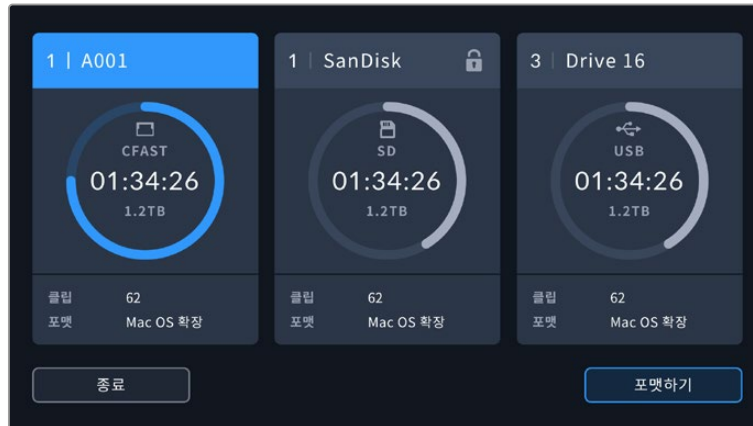 1 | A001
CFAST
01:34:26
1.2TB
클립 62
포맷 Mac OS 확장
1 | SanDisk
SD
01:34:26
1.2TB
클립 62
포맷 Mac OS 확장
3 | Drive 16
USB
01:34:26
1.2TB
클립 62
포맷 Mac OS 확장
종료
포맷하기